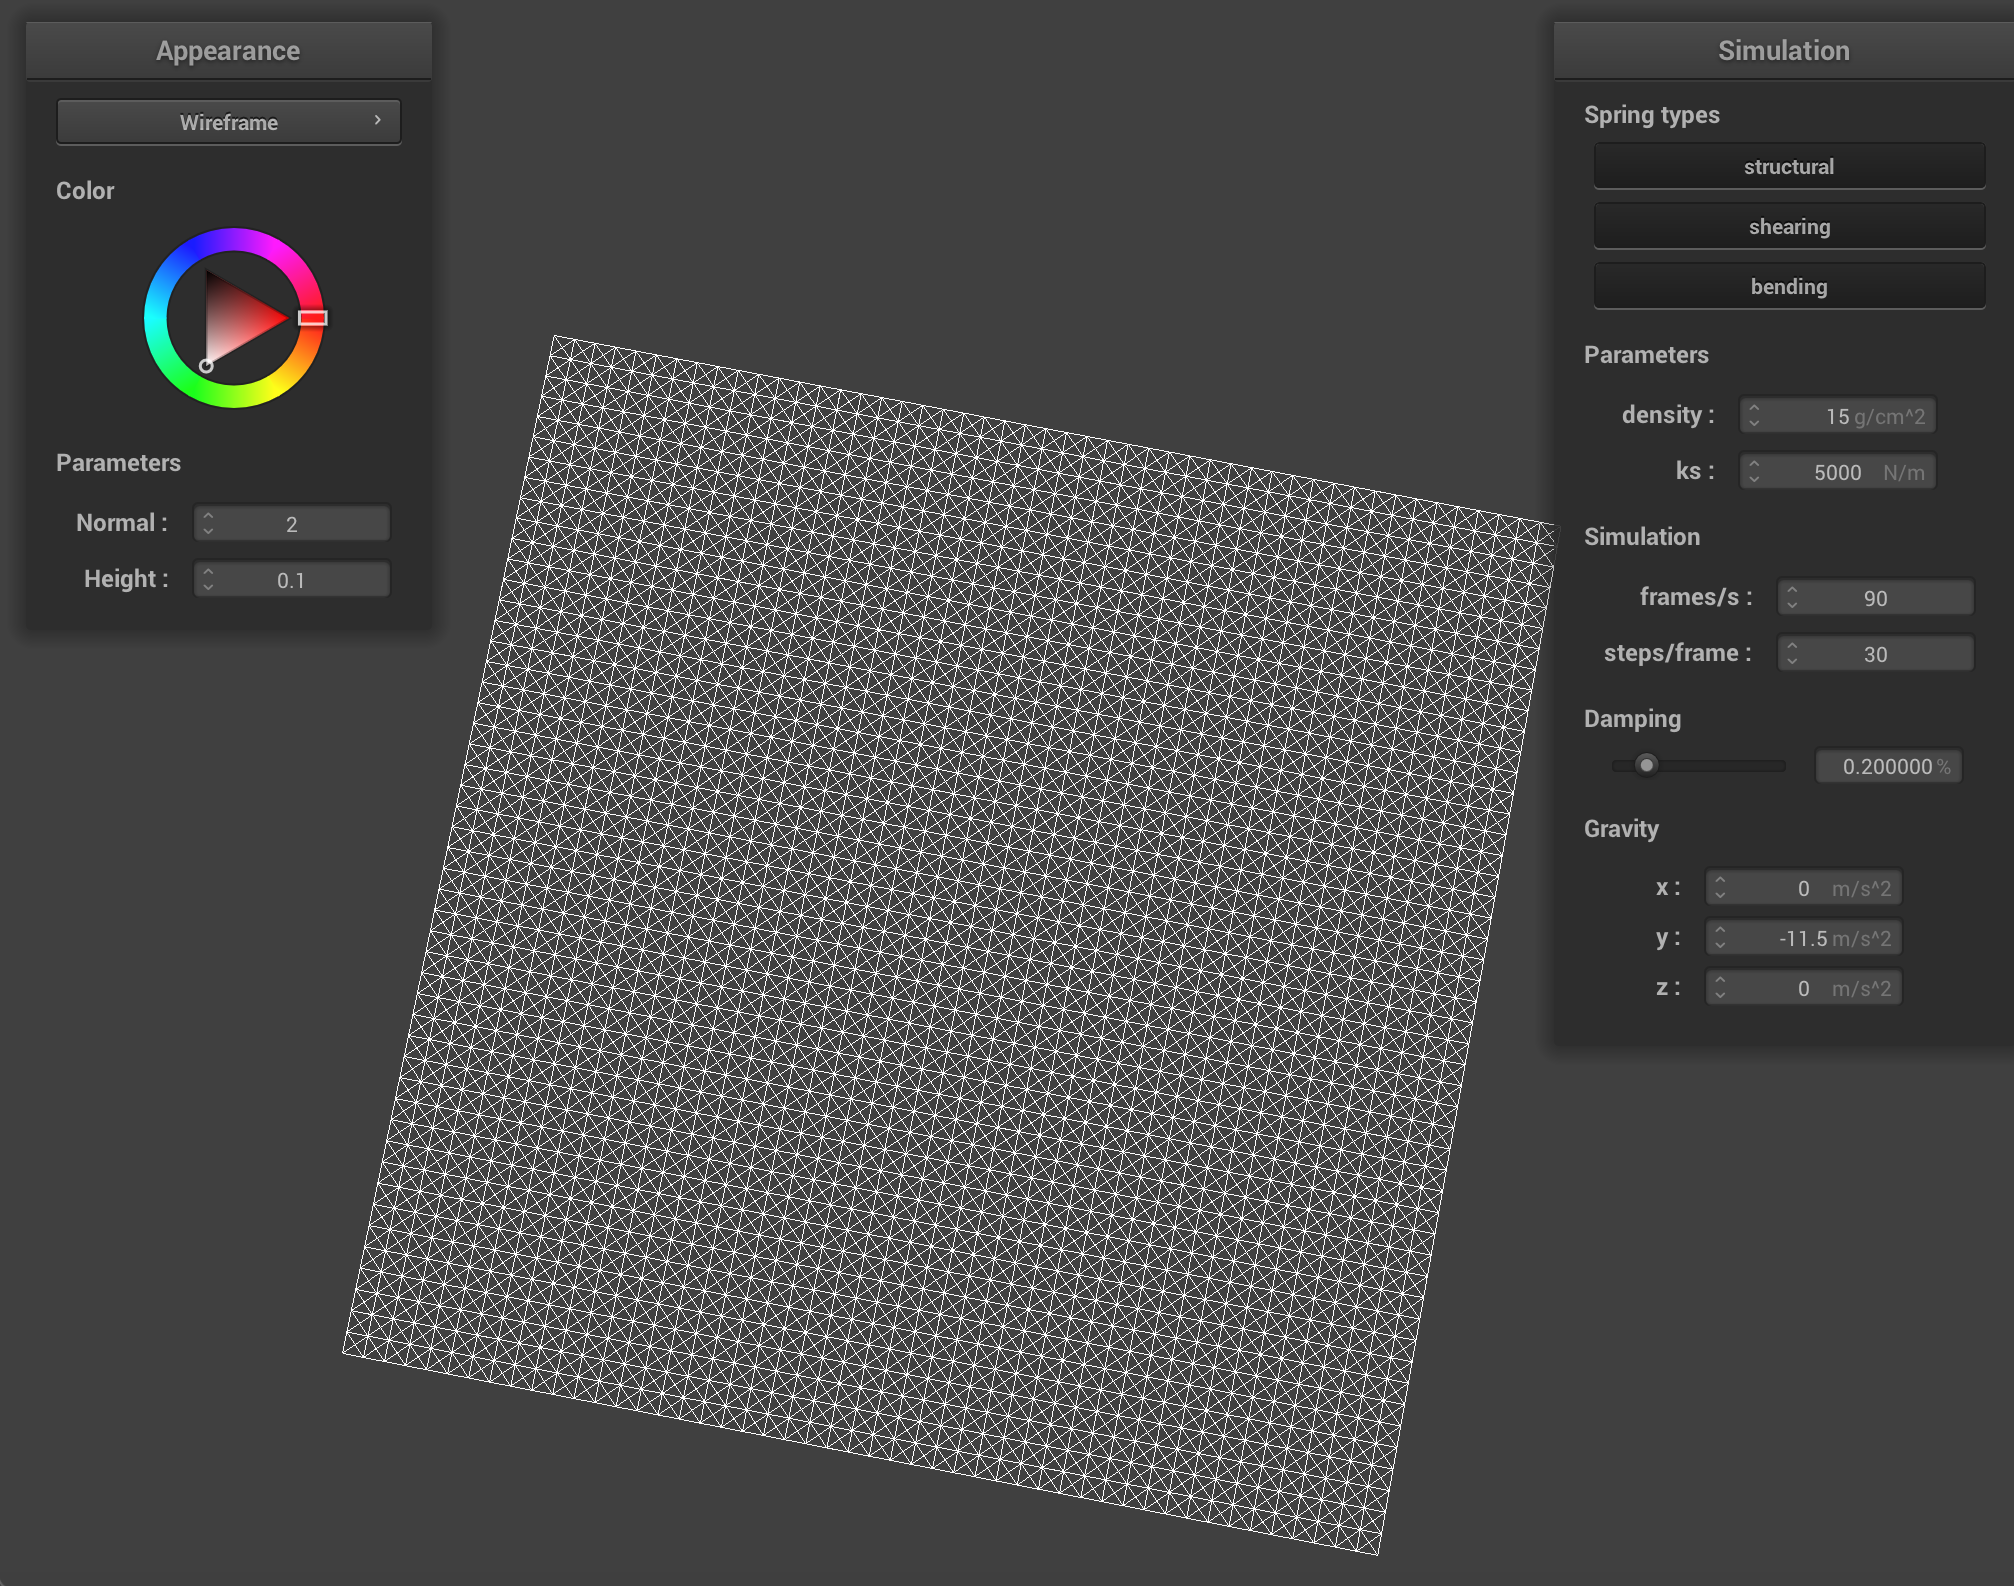 Appearance
Wireframe
Color
Parameters
Normal : 2
Height : 0.1
Simulation
Spring types
structural
shearing
bending
Parameters
density : 15 g/cm^2
ks : 5000 N/m
Simulation
frames/s : 90
steps/frame : 30
Damping
0.200000 %
Gravity
x : 0 m/s^2
y : -11.5 m/s^2
z : 0 m/s^2